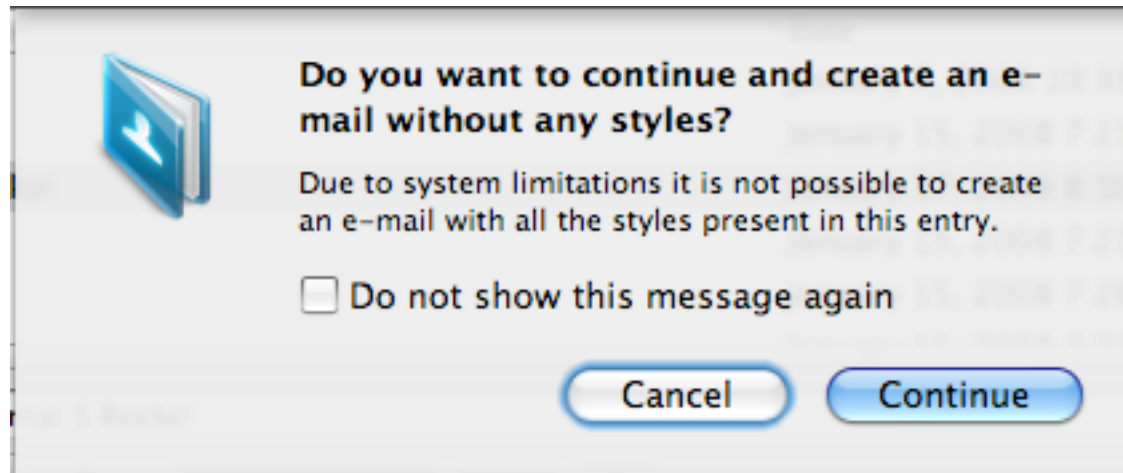 Do you want to continue and create an e-
mail without any styles?
Due to system limitations it is not possible to create
an e-mail with all the styles present in this entry.
Do not show this message again
Cancel
Continue